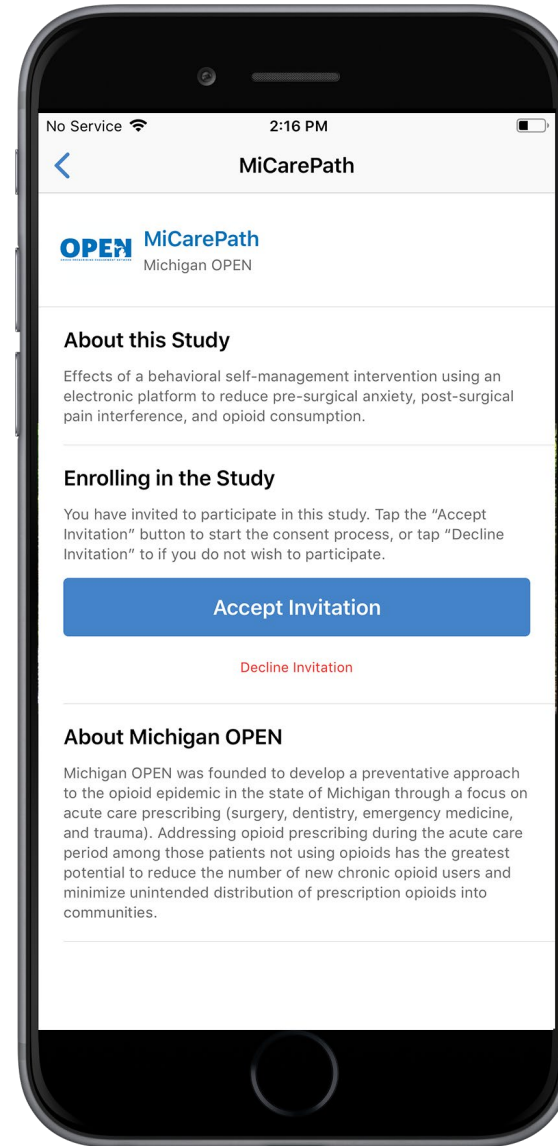 No Service 2:16 PM
MiCarePath
OPEN
MiCarePath
Michigan OPEN
About this Study
Effects of a behavioral self-management intervention using an
electronic platform to reduce pre-surgical anxiety, post-surgical
pain interference, and opioid consumption.
Enrolling in the Study
You have invited to participate in this study. Tap the “Accept
Invitation” button to start the consent process, or tap “Decline
Invitation” to if you do not wish to participate.
Accept Invitation
Decline Invitation
About Michigan OPEN
Michigan OPEN was founded to develop a preventative approach
to the opioid epidemic in the state of Michigan through a focus on
acute care prescribing (surgery, dentistry, emergency medicine,
and trauma). Addressing opioid prescribing during the acute care
period among those patients not using opioids has the greatest
potential to reduce the number of new chronic opioid users and
minimize unintended distribution of prescription opioids into
communities.